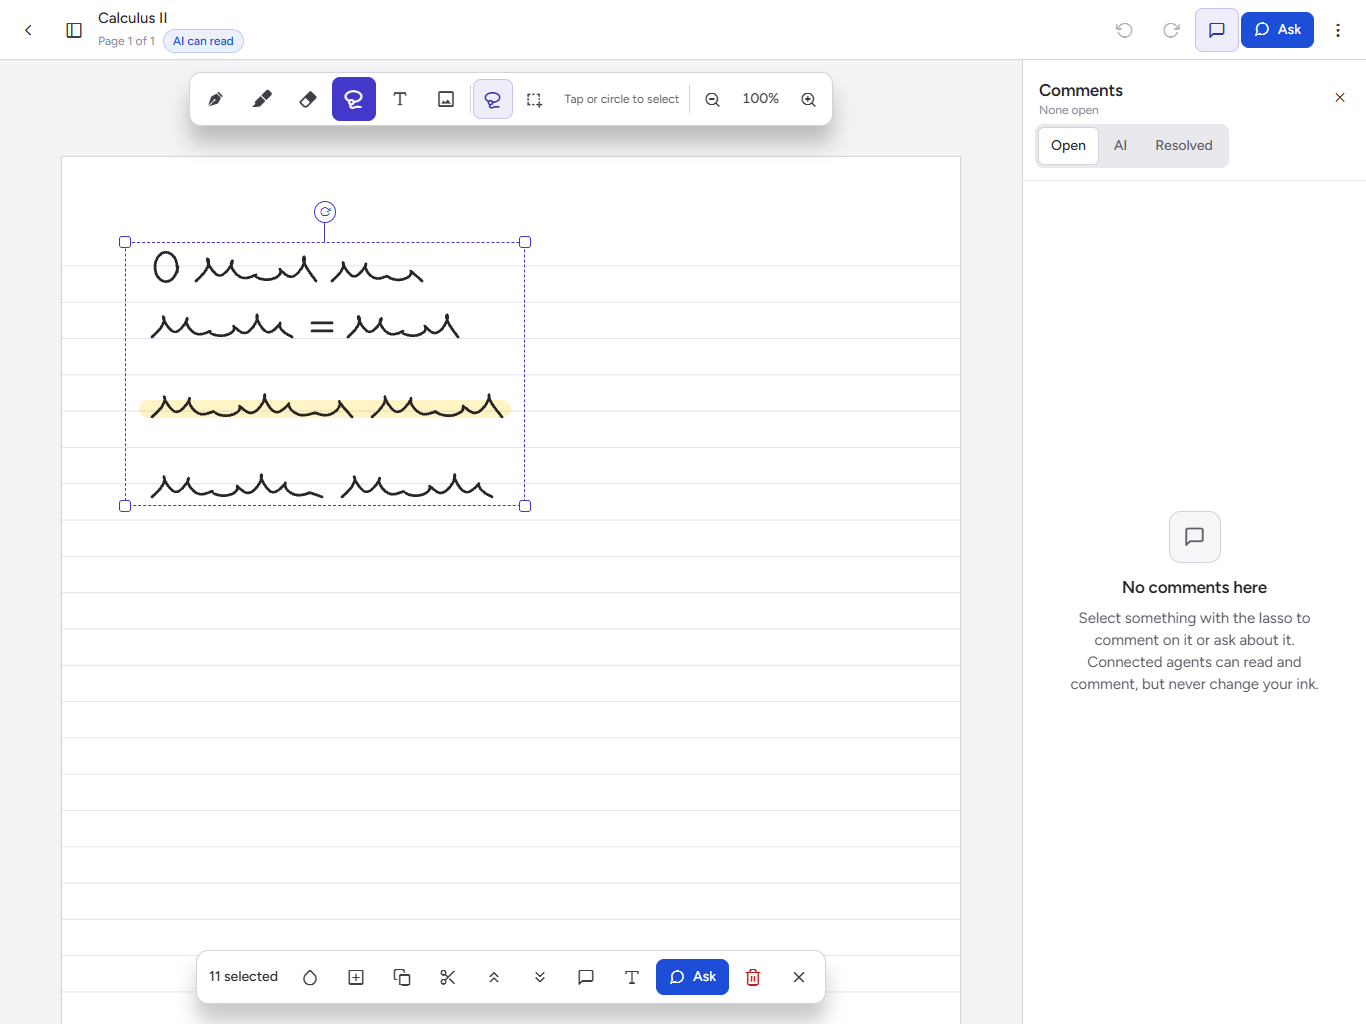 Calculus II
Page 1 of 1 AI can read
Ask
Tap or circle to select 100%
Comments
None open
Open AI Resolved
No comments here
Select something with the lasso to
comment on it or ask about it.
Connected agents can read and
comment, but never change your ink.
11 selected Ask